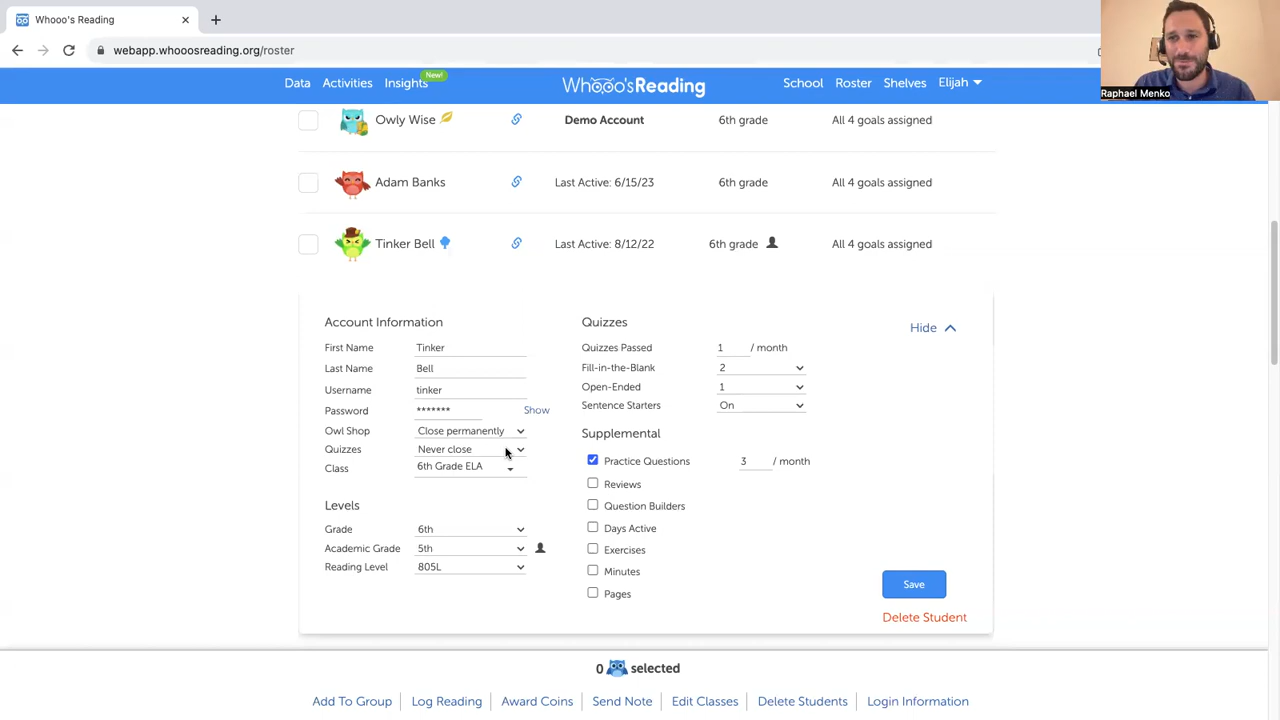 Whooo's Reading
webapp.whooosreading.org/roster
Raphael Menko
Data Activities Insights New! Whooo'sReading School Roster Shelves Elijah
Owly Wise Demo Account 6th grade All 4 goals assigned
Adam Banks Last Active: 6/15/23 6th grade All 4 goals assigned
Tinker Bell Last Active: 8/12/22 6th grade All 4 goals assigned
Account Information
First Name Tinker
Last Name Bell
Username tinker
Password ******* Show
Owl Shop Close permanently
Quizzes Never close
Class 6th Grade ELA
Levels
Grade 6th
Academic Grade 5th
Reading Level 805L
Quizzes
Quizzes Passed 1 / month
Fill-in-the-Blank 2
Open-Ended 1
Sentence Starters On
Supplemental
Practice Questions 3 / month
Reviews
Question Builders
Days Active
Exercises
Minutes
Pages
Hide
Save
Delete Student
0 selected
Add To Group Log Reading Award Coins Send Note Edit Classes Delete Students Login Information